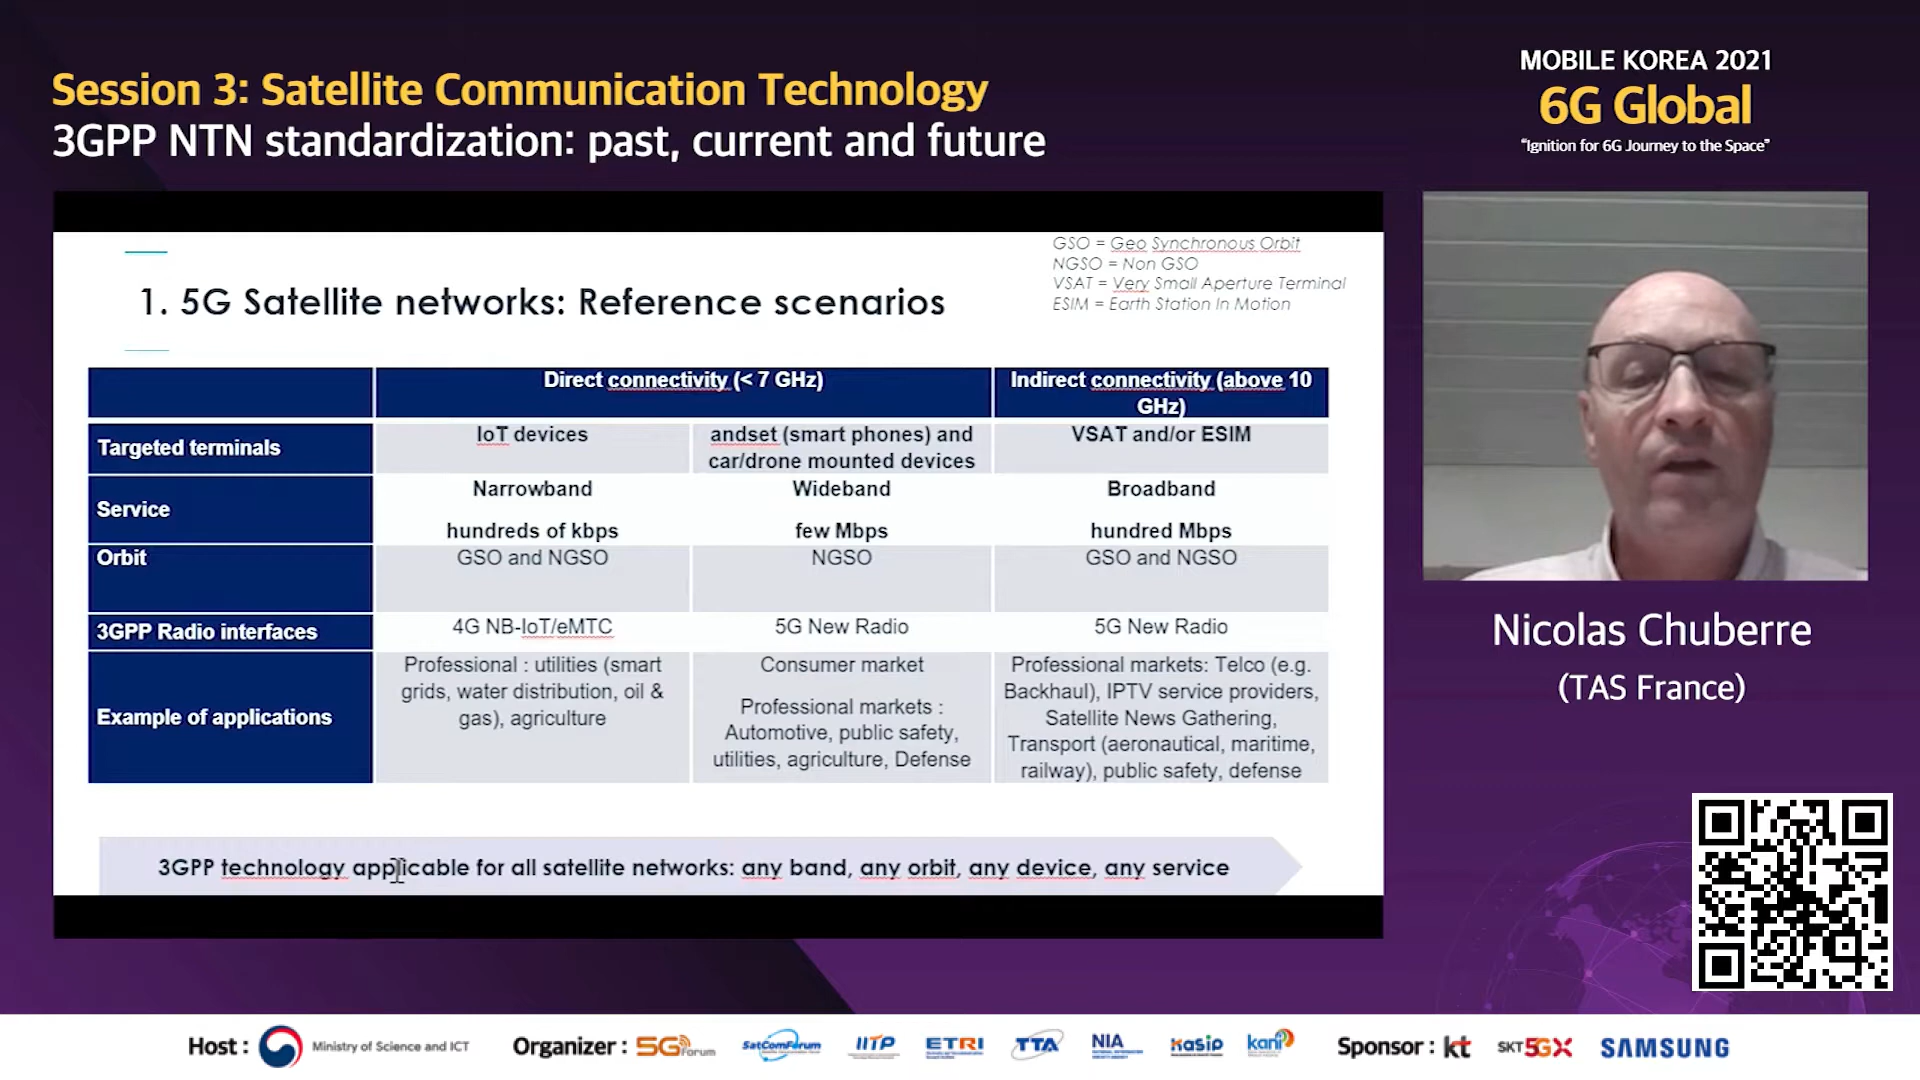 Session 3: Satellite Communication Technology
3GPP NTN standardization: past, current and future
MOBILE KOREA 2021
6G Global
“Ignition for 6G Journey to the Space”
GSO = Geo Synchronous Orbit
NGSO = Non GSO
VSAT = Very Small Aperture Terminal
ESIM = Earth Station In Motion
1. 5G Satellite networks: Reference scenarios
Direct connectivity (< 7 GHz)
Indirect connectivity (above 10
GHz)
Targeted terminals
IoT devices
andset (smart phones) and
car/drone mounted devices
VSAT and/or ESIM
Service
Narrowband
hundreds of kbps
Wideband
few Mbps
Broadband
hundred Mbps
Orbit
GSO and NGSO
NGSO
GSO and NGSO
3GPP Radio interfaces
4G NB-IoT/eMTC
5G New Radio
5G New Radio
Example of applications
Professional : utilities (smart
grids, water distribution, oil &
gas), agriculture
Consumer market
Professional markets :
Automotive, public safety,
utilities, agriculture, Defense
Professional markets: Telco (e.g.
Backhaul), IPTV service providers,
Satellite News Gathering,
Transport (aeronautical, maritime,
railway), public safety, defense
3GPP technology applicable for all satellite networks: any band, any orbit, any device, any service
Nicolas Chuberre
(TAS France)
Host : Ministry of Science and ICT
Organizer : 5G Forum SatComForum IITP ETRI TTA NIA Kasip kani
Sponsor : kt SKT 5GX SAMSUNG